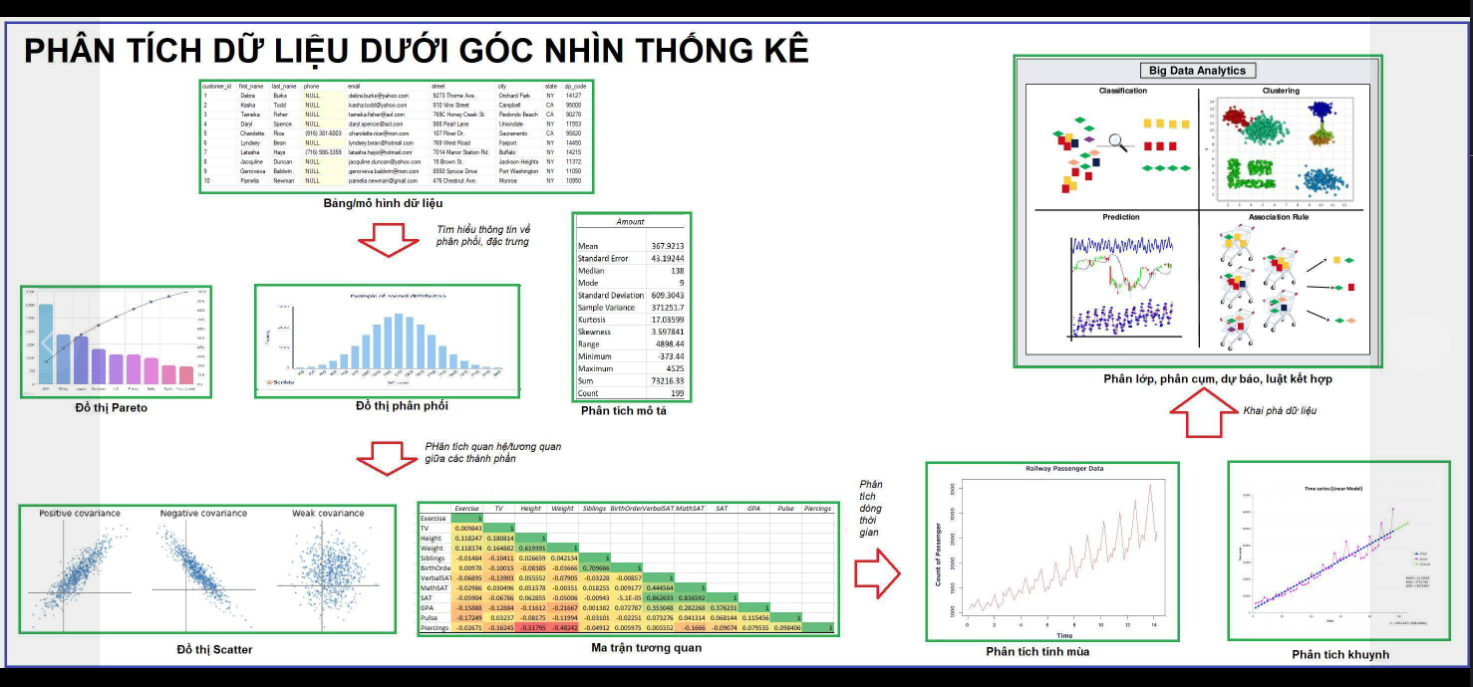 PHÂN TÍCH DỮ LIỆU DƯỚI GÓC NHÌN THỐNG KÊ
customer_id first_name last_name phone email street city state zip_code
1 Debra Burks NULL debra.burks@yahoo.com 9273 Thorne Ave. Orchard Park NY 14127
2 Kasha Todd NULL kasha.todd@yahoo.com 910 Vine Street Campbell CA 95008
3 Tameka Fisher NULL tameka.fisher@aol.com 769C Honey Creek St. Redondo Beach CA 90278
4 Daryl Spence NULL daryl.spence@aol.com 988 Pearl Lane Uniondale NY 11553
5 Charolette Rice (916) 381-6003 charolette.rice@msn.com 107 River Dr. Sacramento CA 95820
6 Lyndsey Bean NULL lyndsey.bean@hotmail.com 769 West Road Fairport NY 14450
7 Latasha Hays (716) 986-3359 latasha.hays@hotmail.com 7014 Manor Station Rd. Buffalo NY 14215
8 Jacquline Duncan NULL jacquline.duncan@yahoo.com 15 Brown St. Jackson Heights NY 11372
9 Genoveva Baldwin NULL genoveva.baldwin@msn.com 8550 Spruce Drive Port Washington NY 11050
10 Pamelia Newman NULL pamelia.newman@gmail.com 476 Chestnut Ave. Monroe NY 10950
Bảng/mô hình dữ liệu
Tìm hiểu thông tin về
phân phối, đặc trưng
Đồ thị Pareto
Example of normal distribution
Scribbr
SAT score
Đồ thị phân phối
Amount
Mean 367.9213
Standard Error 43.19244
Median 138
Mode 9
Standard Deviation 609.3043
Sample Variance 371251.7
Kurtosis 17.03599
Skewness 3.597841
Range 4898.44
Minimum -373.44
Maximum 4525
Sum 73216.33
Count 199
Phân tích mô tả
PHân tích quan hệ/tương quan
giữa các thành phần
Positive covariance Negative covariance Weak covariance
Đồ thị Scatter
Exercise TV Height Weight Siblings BirthOrder VerbalSAT MathSAT SAT GPA Pulse Piercings
Exercise 1
TV 0.009843 1
Height 0.118247 0.180814 1
Weight 0.118374 0.164882 0.619391 1
Siblings -0.01484 -0.10411 0.026659 0.042134 1
BirthOrde 0.00978 -0.10015 -0.08385 -0.03666 0.709666 1
VerbalSAT -0.06895 -0.13903 0.055552 -0.07905 -0.03228 -0.00857 1
MathSAT -0.02986 0.030496 0.051578 -0.00351 0.018255 0.009177 0.444564 1
SAT -0.05904 -0.06786 0.062855 -0.05006 -0.00943 -5.1E-05 0.862633 0.836592 1
GPA -0.15888 -0.12884 -0.11612 -0.21667 0.001382 0.072787 0.353048 0.282268 0.376231 1
Pulse -0.17249 0.03237 -0.08175 -0.11994 -0.03101 -0.02251 0.073276 0.041314 0.068144 0.115456 1
Piercings -0.02671 -0.16245 -0.31795 -0.48242 -0.04912 0.005975 0.005552 -0.1666 -0.09074 0.079535 0.098406 1
Ma trận tương quan
Phân
tích
dòng
thời
gian
Railway Passenger Data
Count of Passenger
1000 1500 2000 2500 3000 3500
0 2 4 6 8 10 12 14
Time
Phân tích tính mùa
Time series (Linear Model)
Phân tích khuynh
Khai phá dữ liệu
Big Data Analytics
Classification Clustering
Prediction Association Rule
Phân lớp, phân cụm, dự báo, luật kết hợp